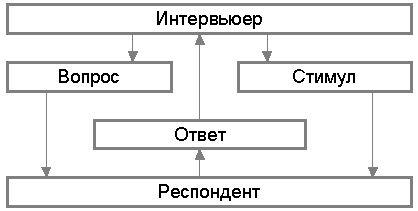 Интервьюер
Вопрос
Стимул
Ответ
Респондент